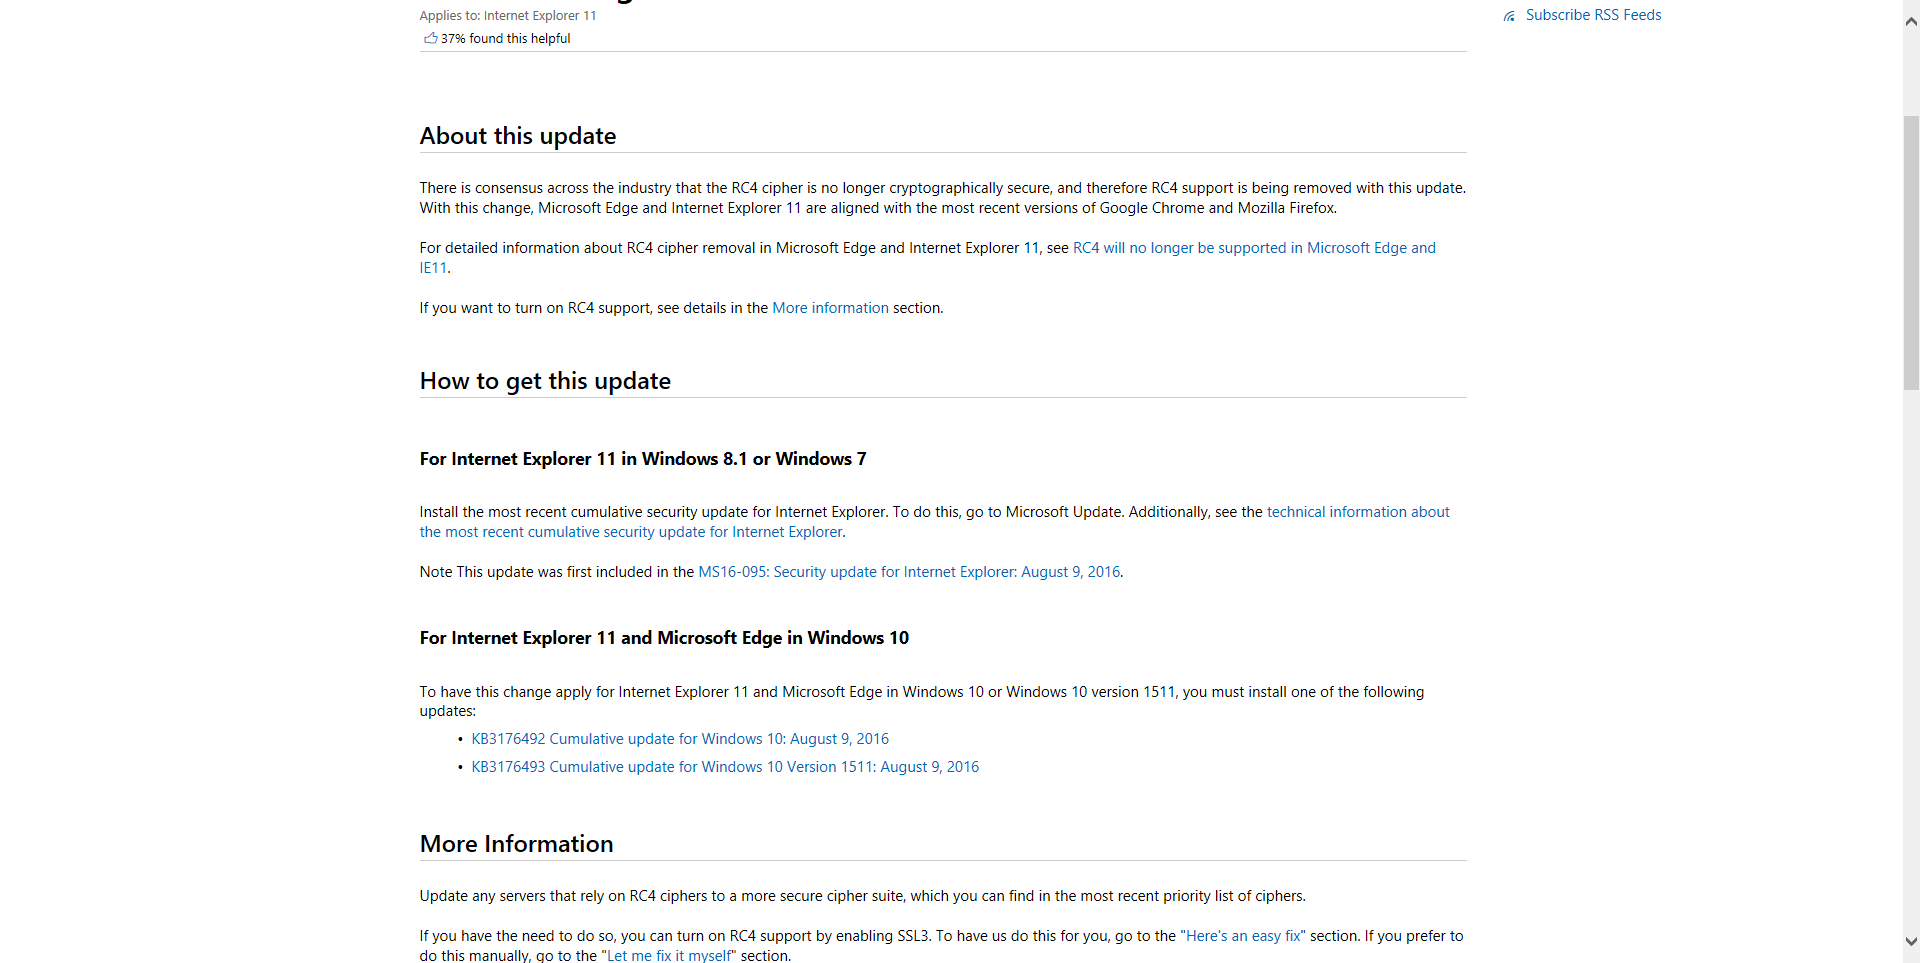 Applies to: Internet Explorer 11
Subscribe RSS Feeds
37% found this helpful
About this update
There is consensus across the industry that the RC4 cipher is no longer cryptographically secure, and therefore RC4 support is being removed with this update.
With this change, Microsoft Edge and Internet Explorer 11 are aligned with the most recent versions of Google Chrome and Mozilla Firefox.
For detailed information about RC4 cipher removal in Microsoft Edge and Internet Explorer 11, see RC4 will no longer be supported in Microsoft Edge and
IE11.
If you want to turn on RC4 support, see details in the More information section.
How to get this update
For Internet Explorer 11 in Windows 8.1 or Windows 7
Install the most recent cumulative security update for Internet Explorer. To do this, go to Microsoft Update. Additionally, see the technical information about
the most recent cumulative security update for Internet Explorer.
Note This update was first included in the MS16-095: Security update for Internet Explorer: August 9, 2016.
For Internet Explorer 11 and Microsoft Edge in Windows 10
To have this change apply for Internet Explorer 11 and Microsoft Edge in Windows 10 or Windows 10 version 1511, you must install one of the following
updates:
• KB3176492 Cumulative update for Windows 10: August 9, 2016
• KB3176493 Cumulative update for Windows 10 Version 1511: August 9, 2016
More Information
Update any servers that rely on RC4 ciphers to a more secure cipher suite, which you can find in the most recent priority list of ciphers.
If you have the need to do so, you can turn on RC4 support by enabling SSL3. To have us do this for you, go to the "Here's an easy fix" section. If you prefer to
do this manually, go to the "Let me fix it myself" section.